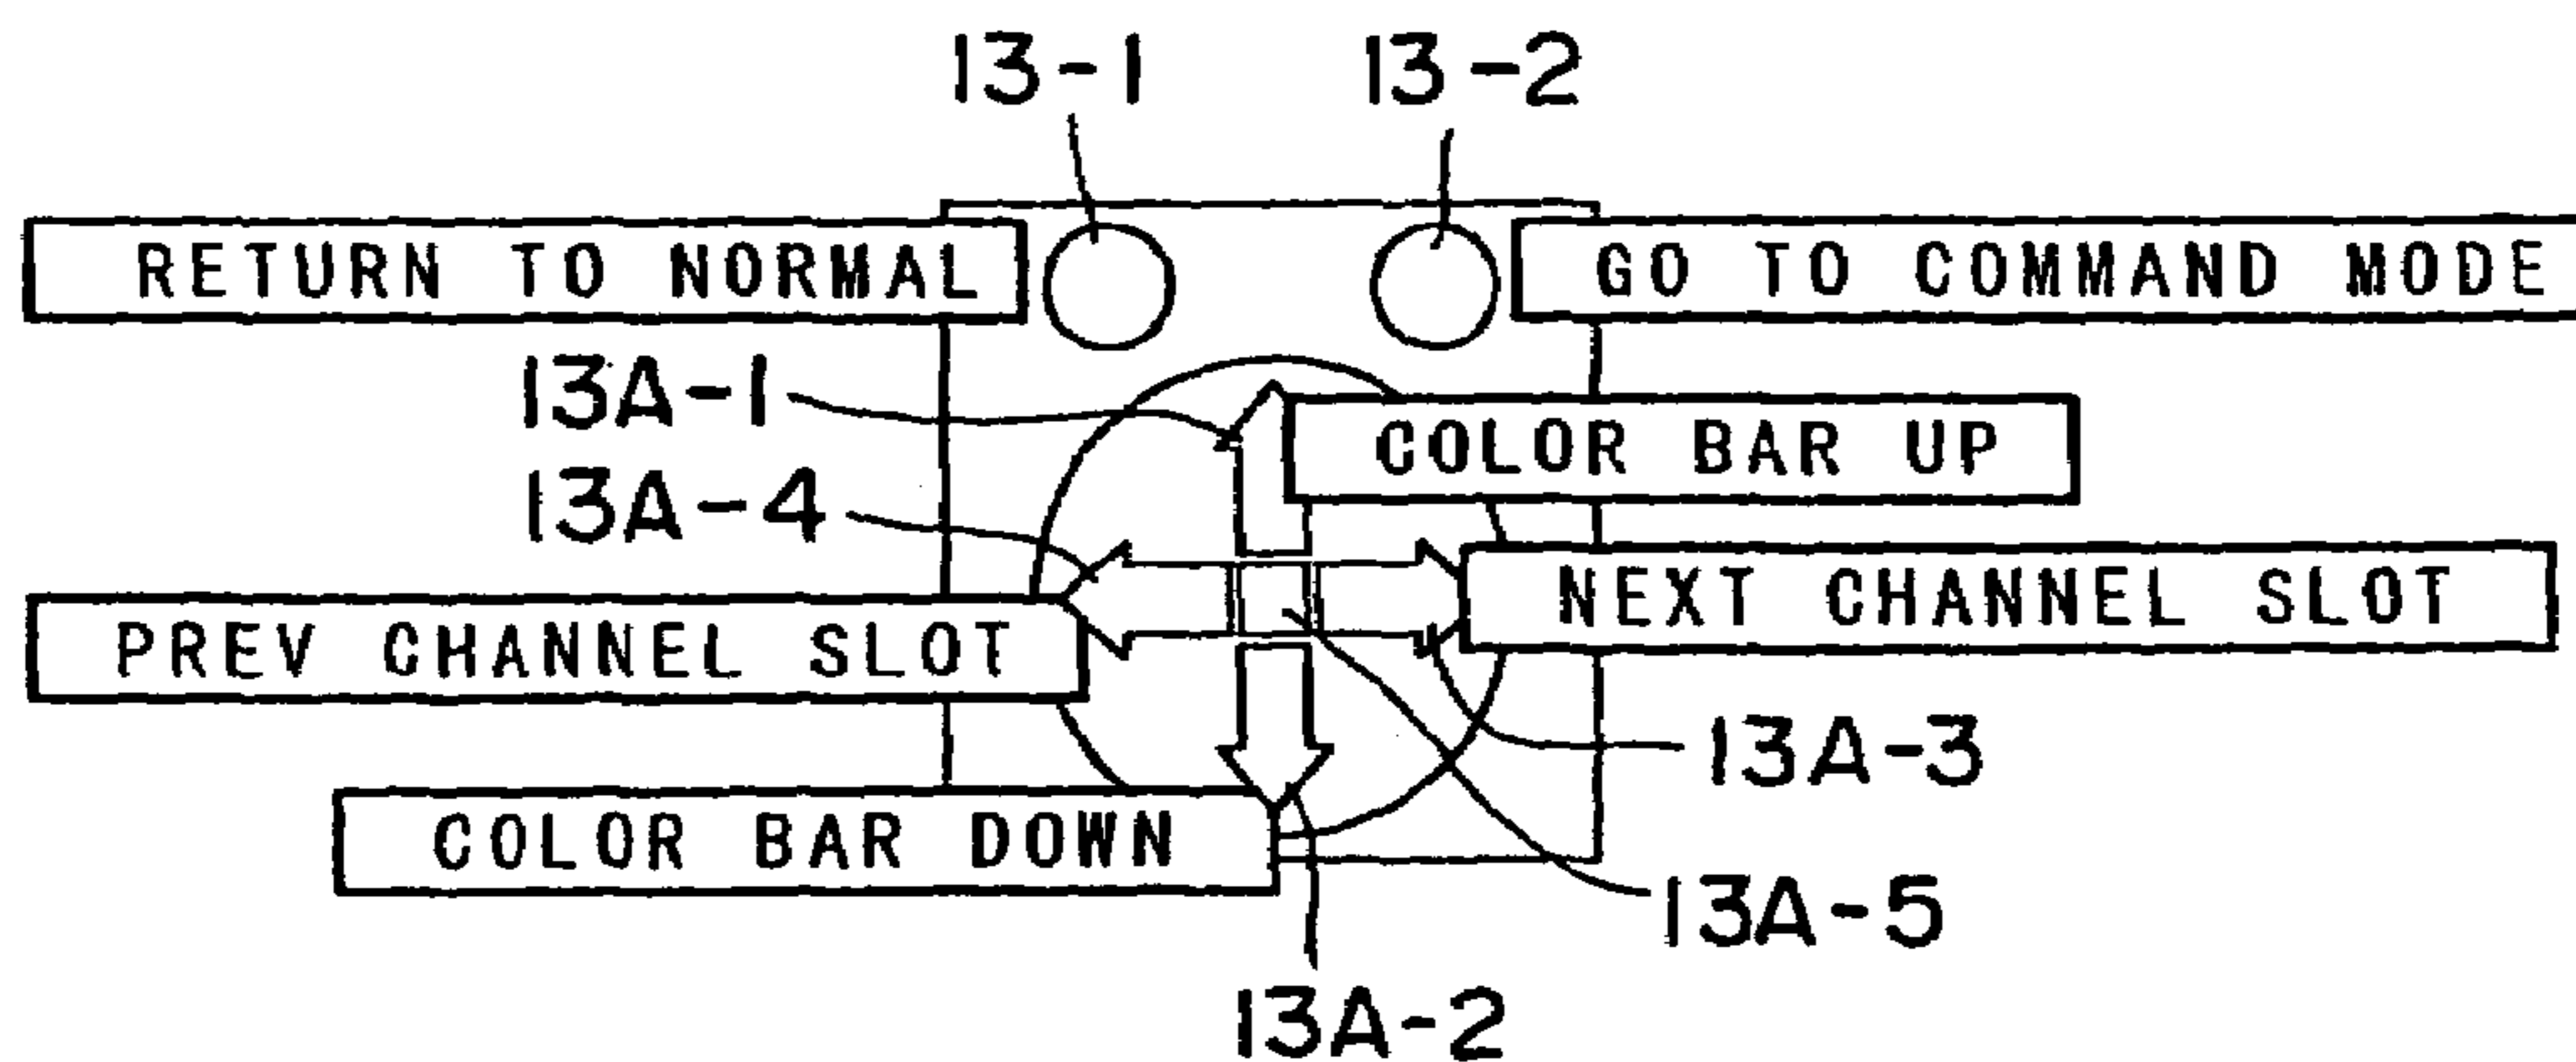 13-1
13-2
RETURN TO NORMAL
GO TO COMMAND MODE
13A-1
COLOR BAR UP
13A-4
NEXT CHANNEL SLOT
PREV CHANNEL SLOT
13A-3
COLOR BAR DOWN
13A-5
13A-2